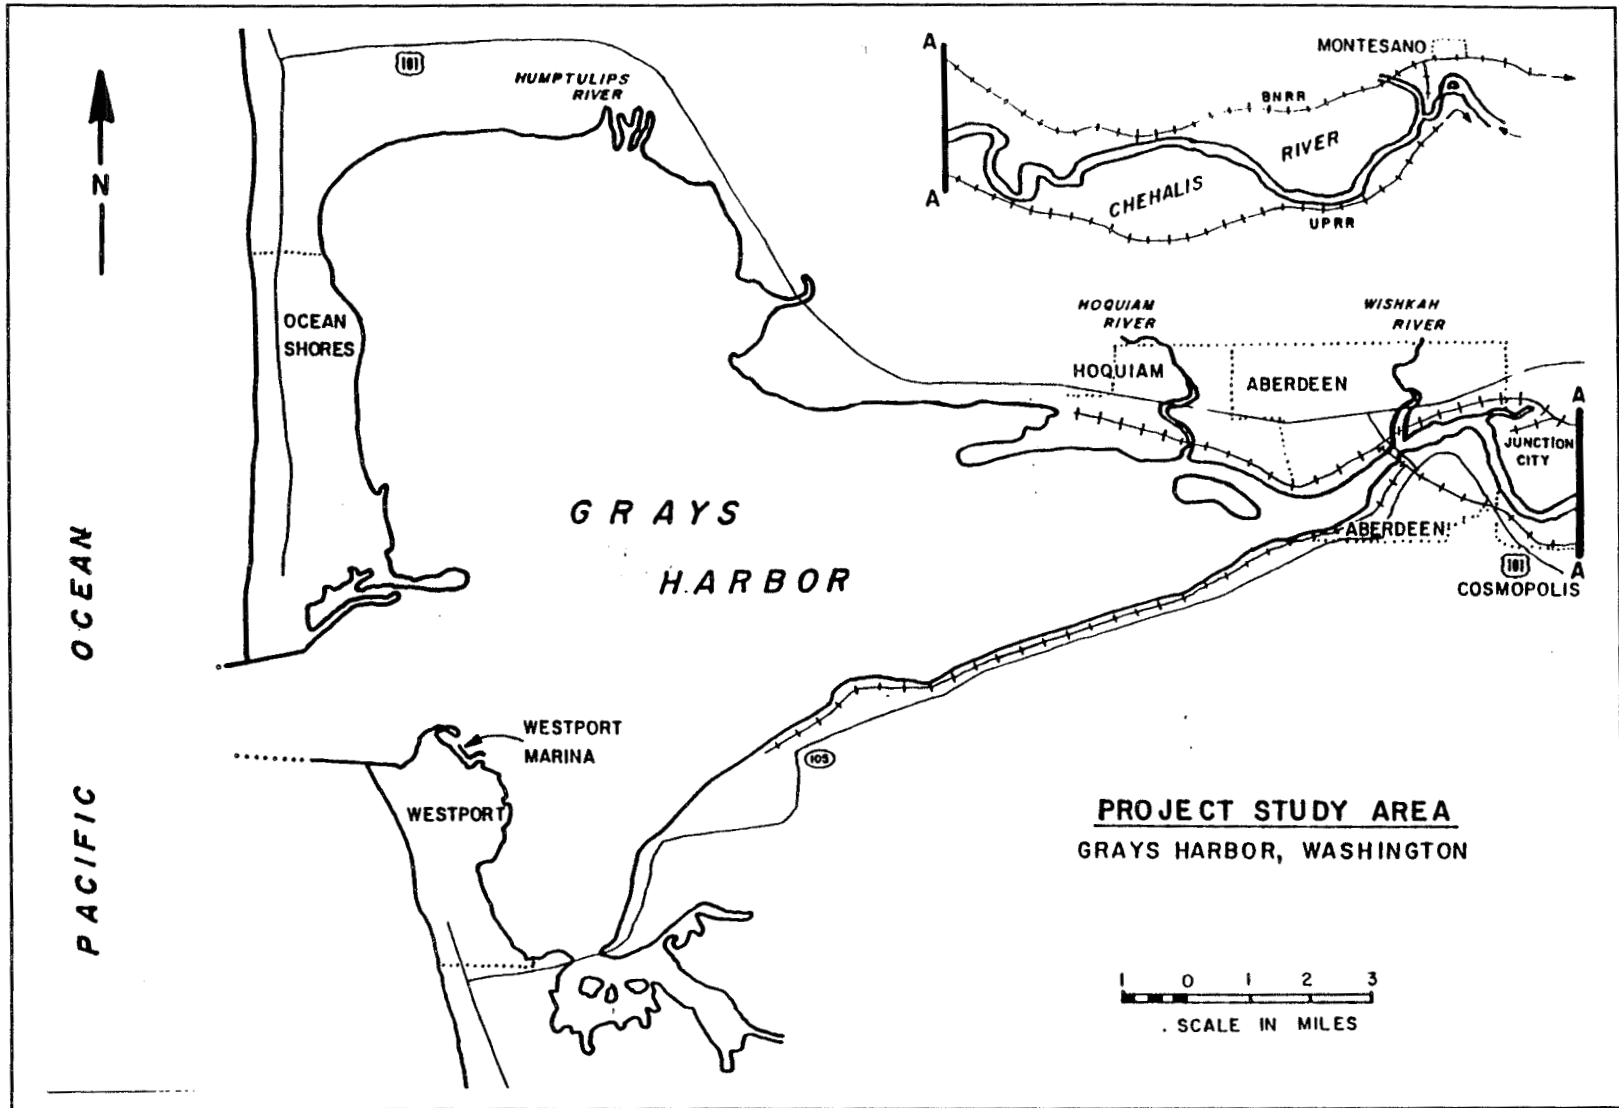 A
MONTESANO
101
HUMPTULIPS
RIVER
BNRR
RIVER
N
CHEHALIS
A
UPRR
HOQUIAM
RIVER
WISHKAH
RIVER
OCEAN
SHORES
HOQUIAM
ABERDEEN
A
JUNCTION
CITY
GRAYS
HARBOR
ABERDEEN
101
A
COSMOPOLIS
PACIFIC OCEAN
WESTPORT
MARINA
105
WESTPORT
PROJECT STUDY AREA
GRAYS HARBOR, WASHINGTON
1 0 1 2 3
SCALE IN MILES